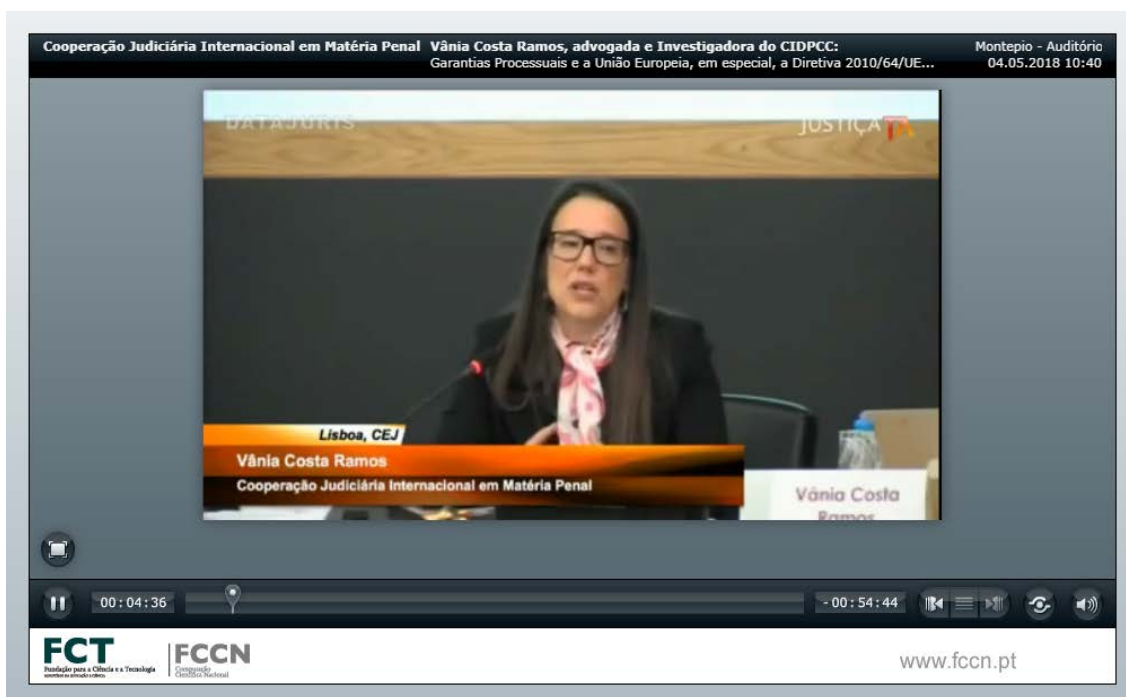 Cooperação Judiciária Internacional em Matéria Penal
Vânia Costa Ramos, advogada e Investigadora do CIDPCC:
Garantias Processuais e a União Europeia, em especial, a Diretiva 2010/64/UE...
Montepio - Auditório
04.05.2018 10:40
DATAJURIS
JUSTIÇA TV
Lisboa, CEJ
Vânia Costa Ramos
Cooperação Judiciária Internacional em Matéria Penal
Vânia Costa
Ramos
00:04:36
- 00:54:44
FCT
Fundação para a Ciência e a Tecnologia
FCCN
Computação
Científica Nacional
www.fccn.pt